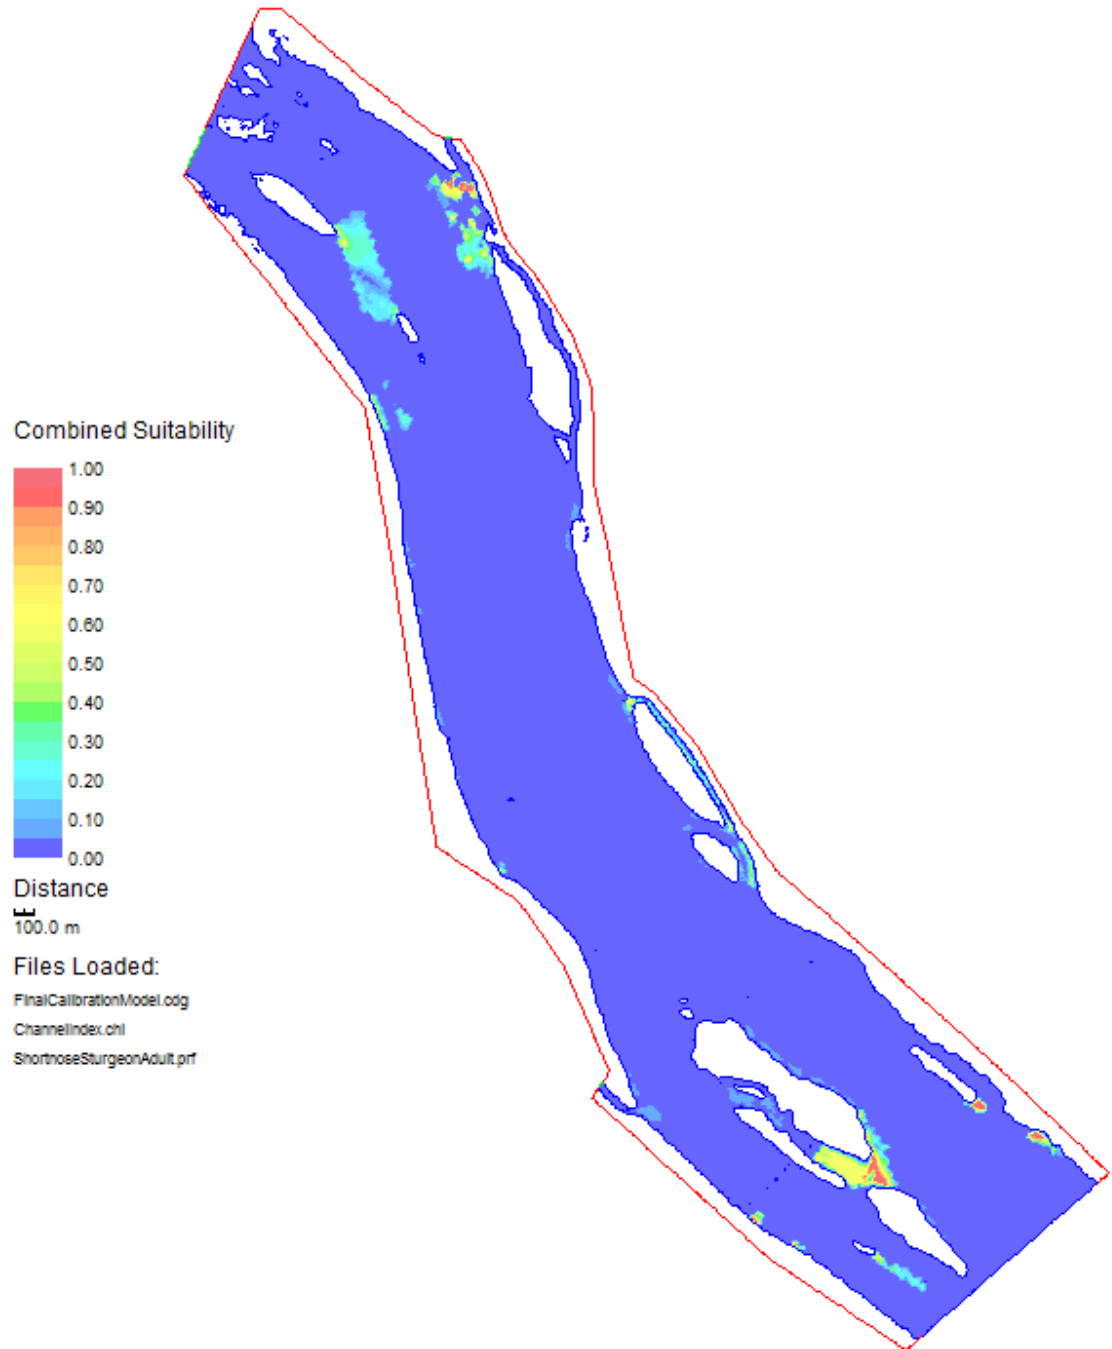 Combined Suitability
1.00
0.90
0.80
0.70
0.60
0.50
0.40
0.30
0.20
0.10
0.00
Distance
100.0 m
Files Loaded:
FinalCalibrationModel.cdg
ChannelIndex.chi
ShortnoseSturgeonAdult.prf